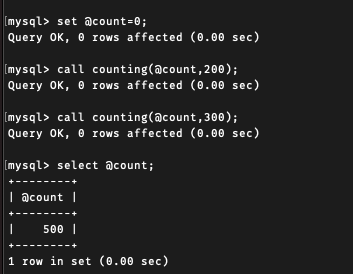 [mysql> set @count=0;
Query OK, 0 rows affected (0.00 sec)
[mysql> call counting(@count,200);
Query OK, 0 rows affected (0.00 sec)
[mysql> call counting(@count,300);
Query OK, 0 rows affected (0.00 sec)
[mysql> select @count;
+--------+
| @count |
+--------+
|    500 |
+--------+
1 row in set (0.00 sec)